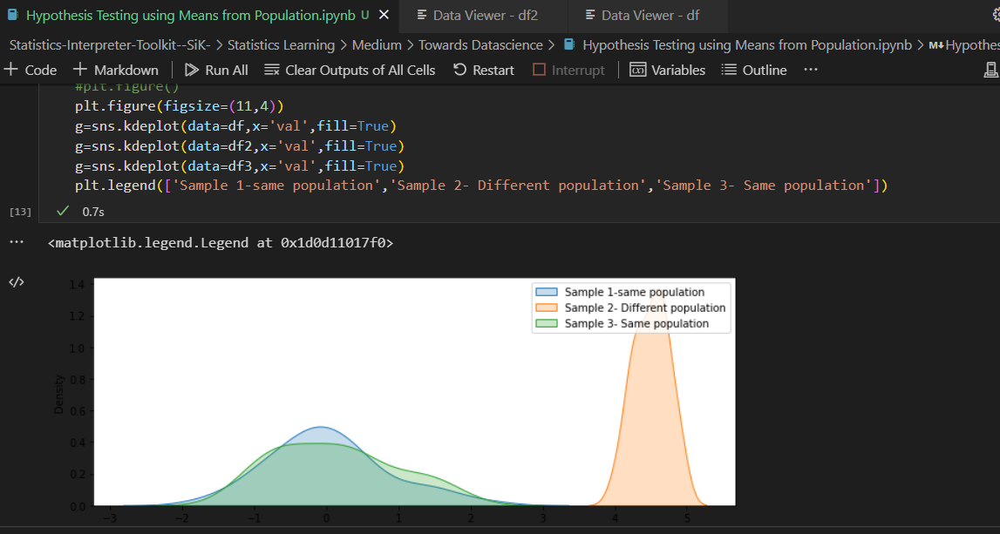 Hypothesis Testing using Means from Population.ipynb U
Data Viewer - df2
Data Viewer - df
Statistics-Interpreter-Toolkit--SiK- > Statistics Learning > Medium > Towards Datascience > Hypothesis Testing using Means from Population.ipynb > M↓Hypothes
+ Code + Markdown Run All Clear Outputs of All Cells Restart Interrupt Variables Outline ...
#plt.figure()
plt.figure(figsize=(11,4))
g=sns.kdeplot(data=df,x='val',fill=True)
g=sns.kdeplot(data=df2,x='val',fill=True)
g=sns.kdeplot(data=df3,x='val',fill=True)
plt.legend(['Sample 1-same population','Sample 2- Different population','Sample 3- Same population'])
[13] ✓ 0.7s
... <matplotlib.legend.Legend at 0x1d0d11017f0>
</>
Sample 1-same population
Sample 2- Different population
Sample 3- Same population
1.4
1.2
1.0
0.8
0.6
0.4
0.2
0.0
Density
−3 −2 −1 0 1 2 3 4 5